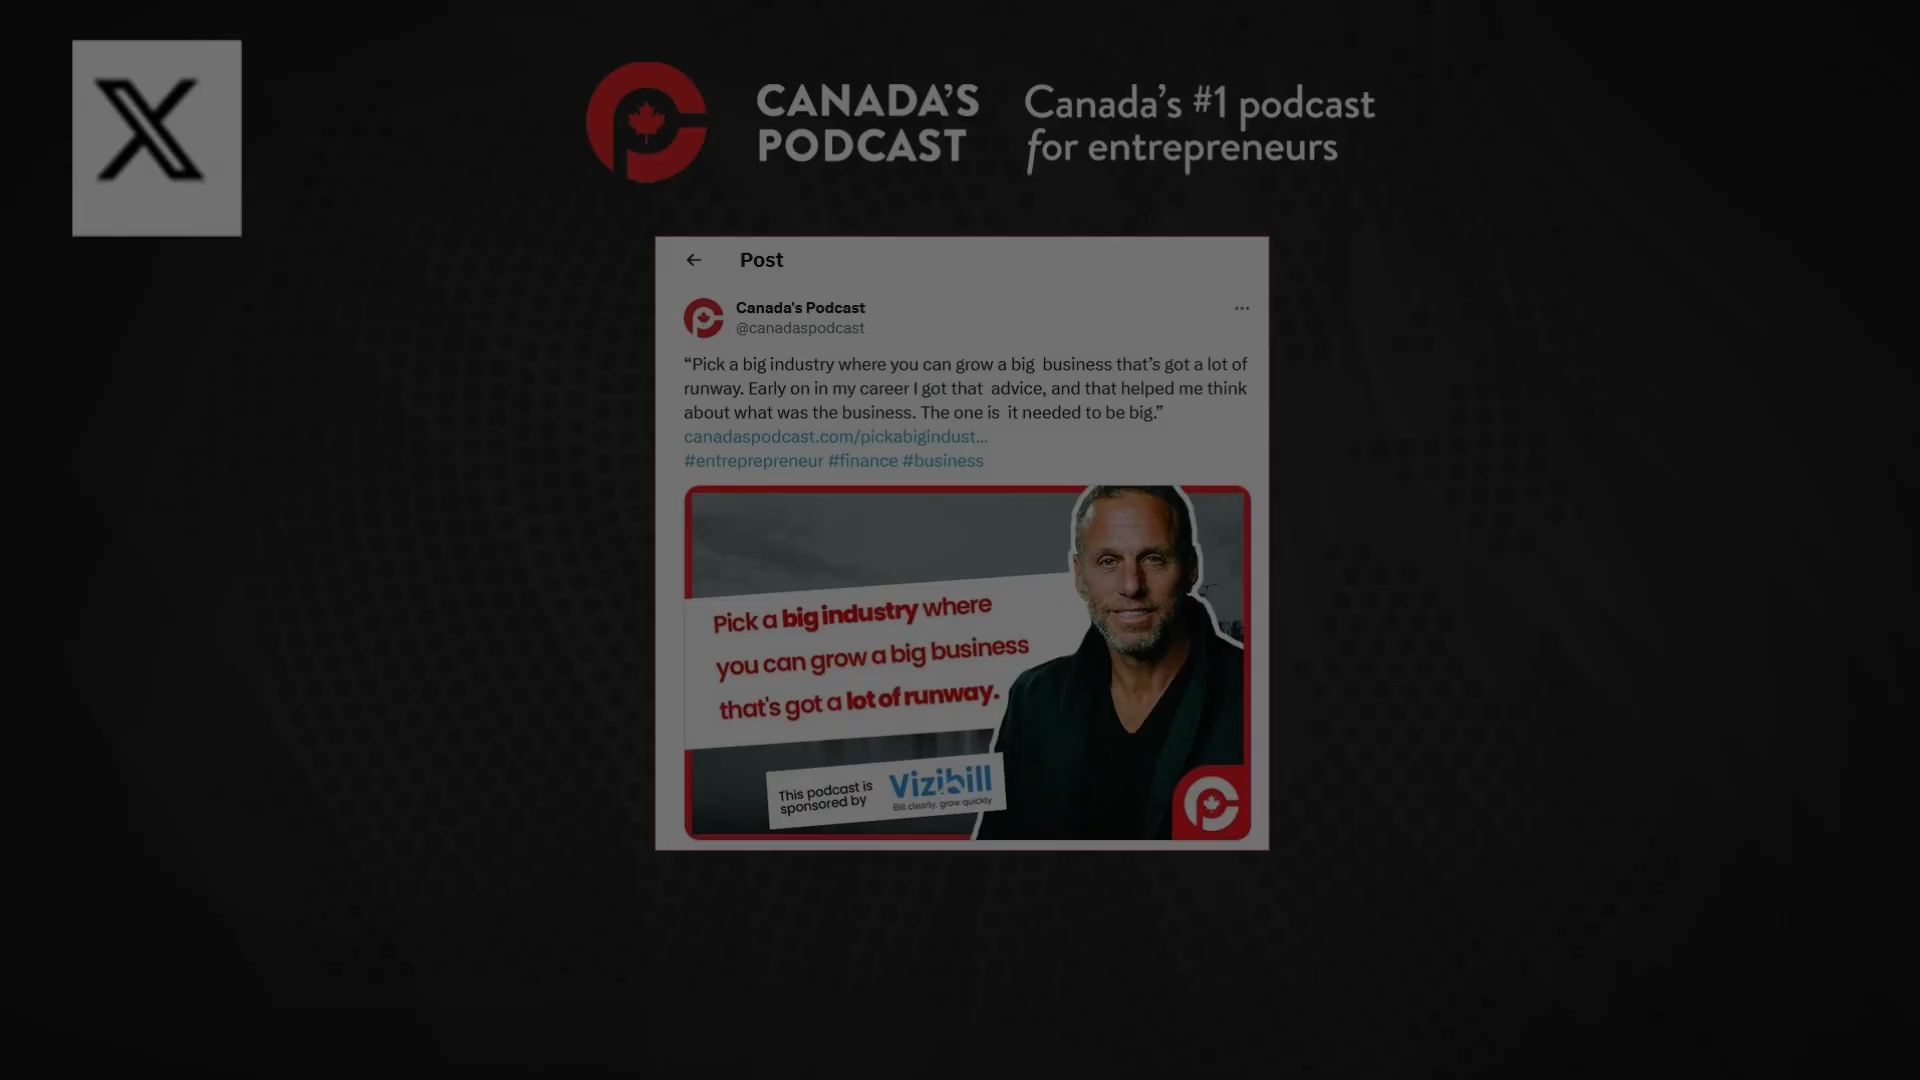 CANADA'S
PODCAST
Canada's #1 podcast
for entrepreneurs
Post
Canada's Podcast
@canadaspodcast
“Pick a big industry where you can grow a big business that’s got a lot of
runway. Early on in my career I got that advice, and that helped me think
about what was the business. The one is it needed to be big.”
canadaspodcast.com/pickabigindust...
#entreprepreneur #finance #business
Pick a big industry where
you can grow a big business
that's got a lot of runway.
This podcast is
sponsored by
Vizibill
Bill clearly, grow quickly